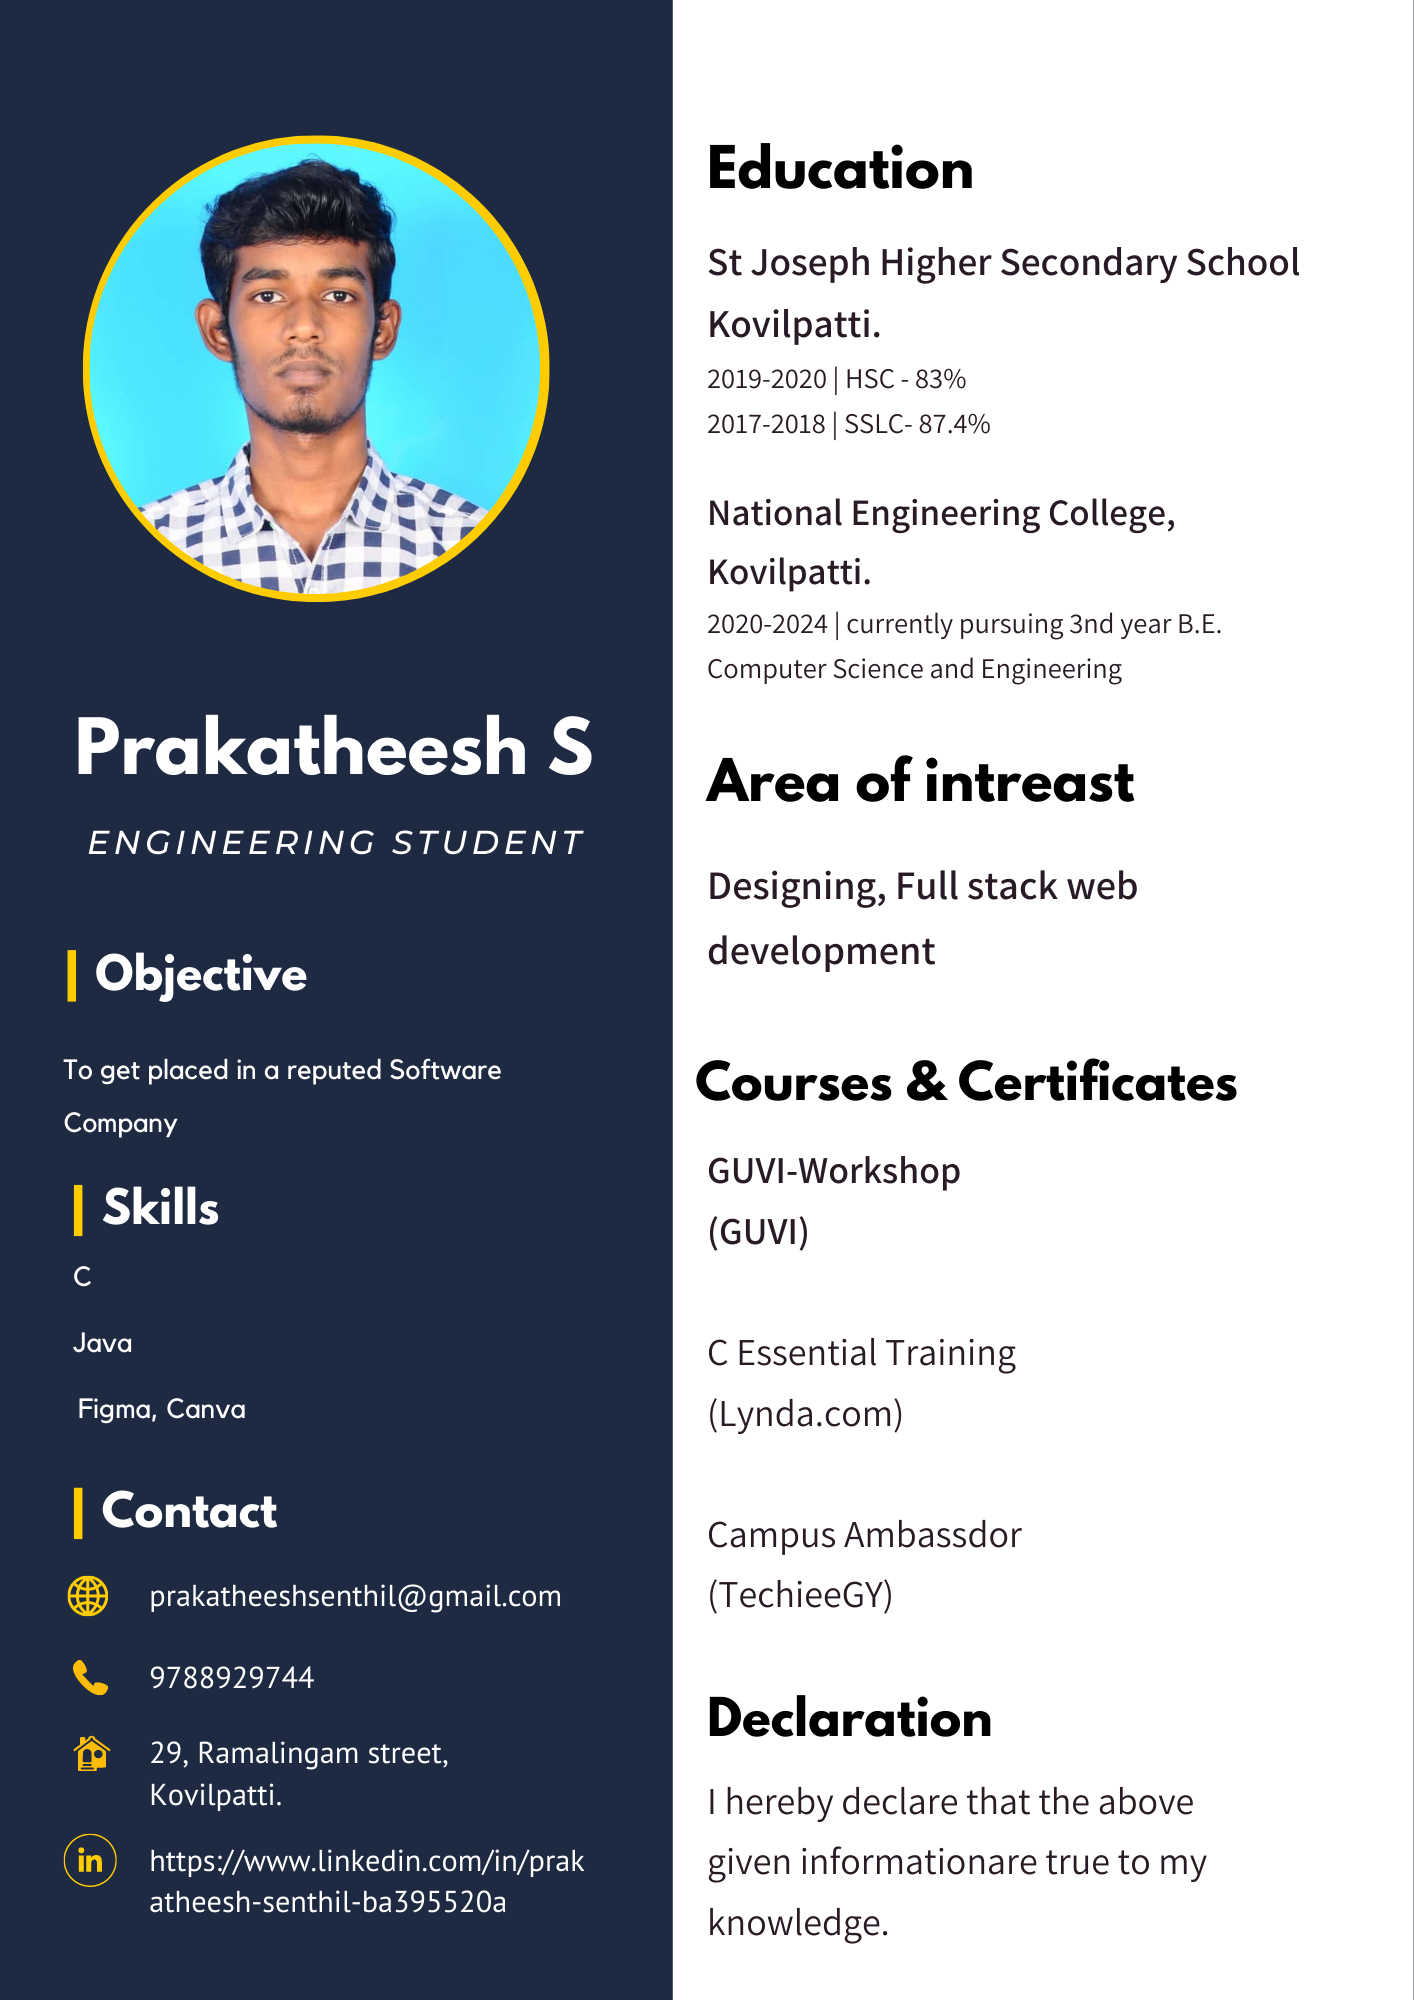 Prakatheesh S
ENGINEERING STUDENT
Objective
To get placed in a reputed Software
Company
Skills
C
Java
Figma, Canva
Contact
prakatheeshsenthil@gmail.com
9788929744
29, Ramalingam street,
Kovilpatti.
in
https://www.linkedin.com/in/prak
atheesh-senthil-ba395520a
Education
St Joseph Higher Secondary School
Kovilpatti.
2019-2020 | HSC - 83%
2017-2018 | SSLC- 87.4%
National Engineering College,
Kovilpatti.
2020-2024 | currently pursuing 3nd year B.E.
Computer Science and Engineering
Area of intreast
Designing, Full stack web
development
Courses & Certificates
GUVI-Workshop
(GUVI)
C Essential Training
(Lynda.com)
Campus Ambassdor
(TechieeGY)
Declaration
I hereby declare that the above
given informationare true to my
knowledge.